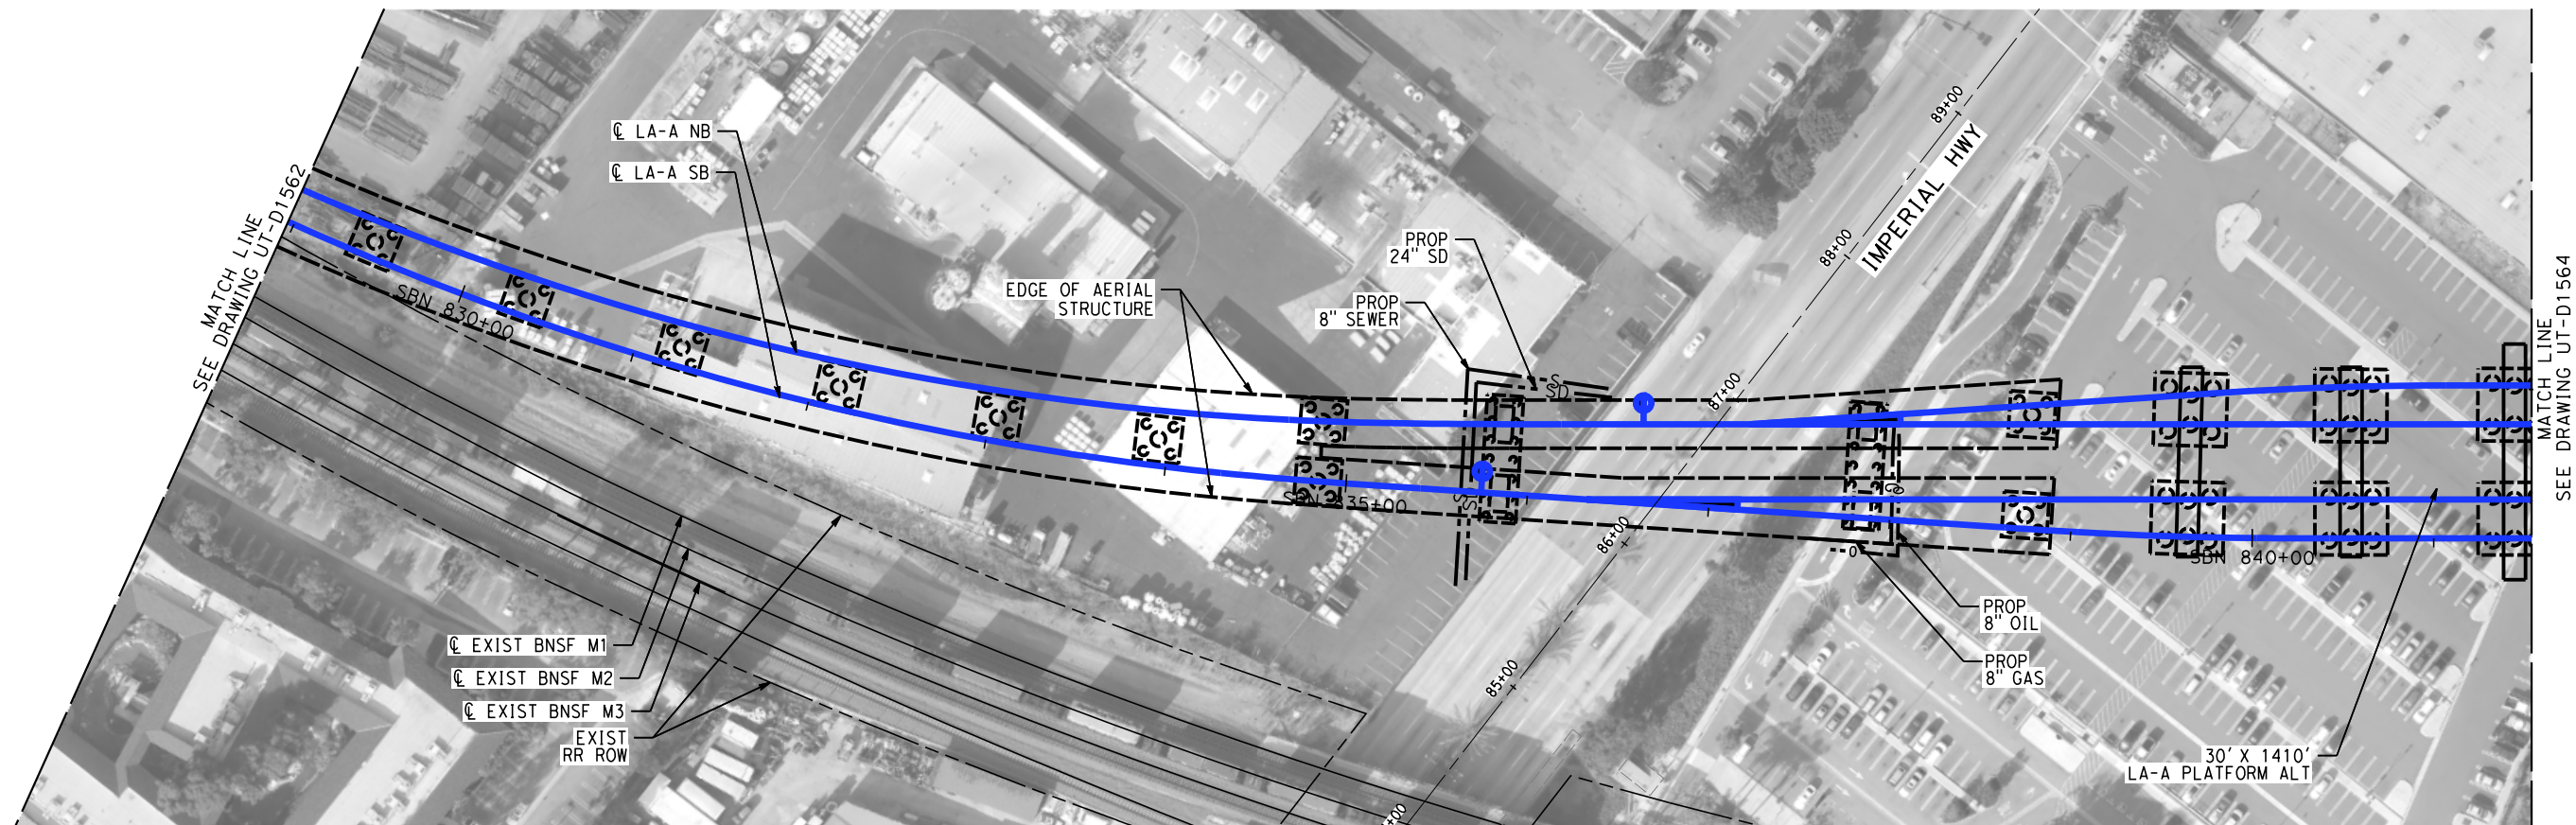 ℄ LA-A NB
℄ LA-A SB
MATCH LINE
SEE DRAWING UT-D1562
SBN 830+00
EDGE OF AERIAL
STRUCTURE
PROP
24" SD
PROP
8" SEWER
S
SD
89+00
IMPERIAL HWY
88+00
87+00
86+00
85+00
SBN 835+00
SBN 840+00
MATCH LINE
SEE DRAWING UT-D1564
℄ EXIST BNSF M1
℄ EXIST BNSF M2
℄ EXIST BNSF M3
EXIST
RR ROW
PROP
8" OIL
PROP
8" GAS
30' X 1410'
LA-A PLATFORM ALT